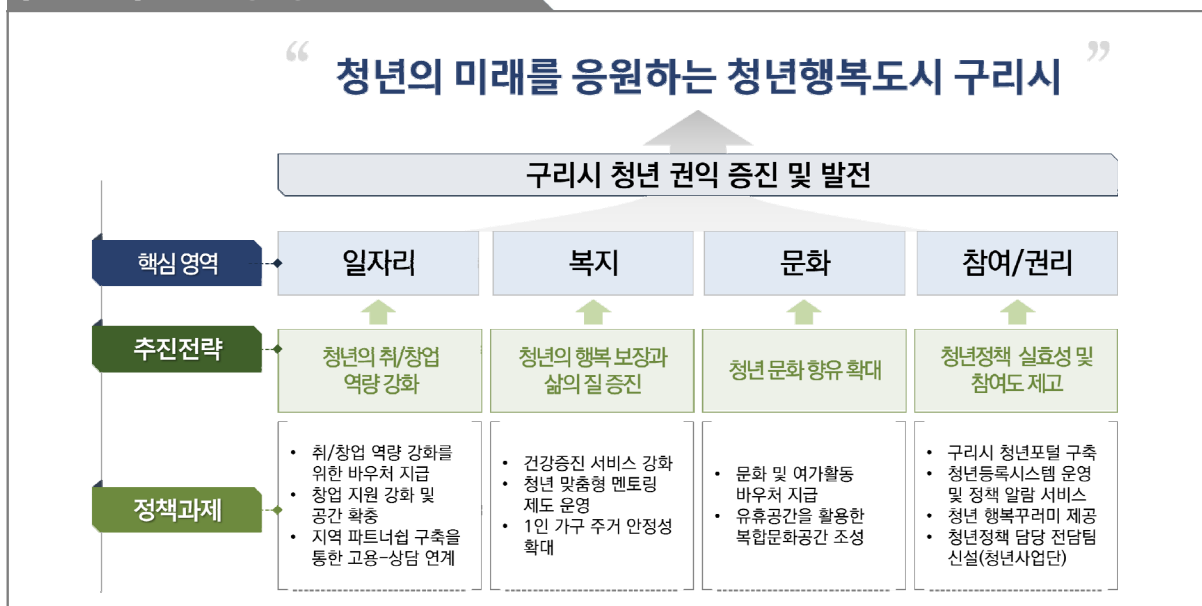 “ ”
청년의 미래를 응원하는 청년행복도시 구리시
구리시 청년 권익 증진 및 발전
핵심 영역
일자리
복지
문화
참여/권리
추진전략
청년의 취/창업
역량 강화
청년의 행복 보장과
삶의 질 증진
청년 문화 향유 확대
청년정책 실효성 및
참여도 제고
정책과제
• 취/창업 역량 강화를
위한 바우처 지급
• 창업 지원 강화 및
공간 확충
• 지역 파트너쉽 구축을
통한 고용-상담 연계
• 건강증진 서비스 강화
• 청년 맞춤형 멘토링
제도 운영
• 1인 가구 주거 안정성
확대
• 문화 및 여가활동
바우처 지급
• 유휴공간을 활용한
복합문화공간 조성
• 구리시 청년포털 구축
• 청년등록시스템 운영
및 정책 알람 서비스
• 청년 행복꾸러미 제공
• 청년정책 담당 전담팀
신설(청년사업단)